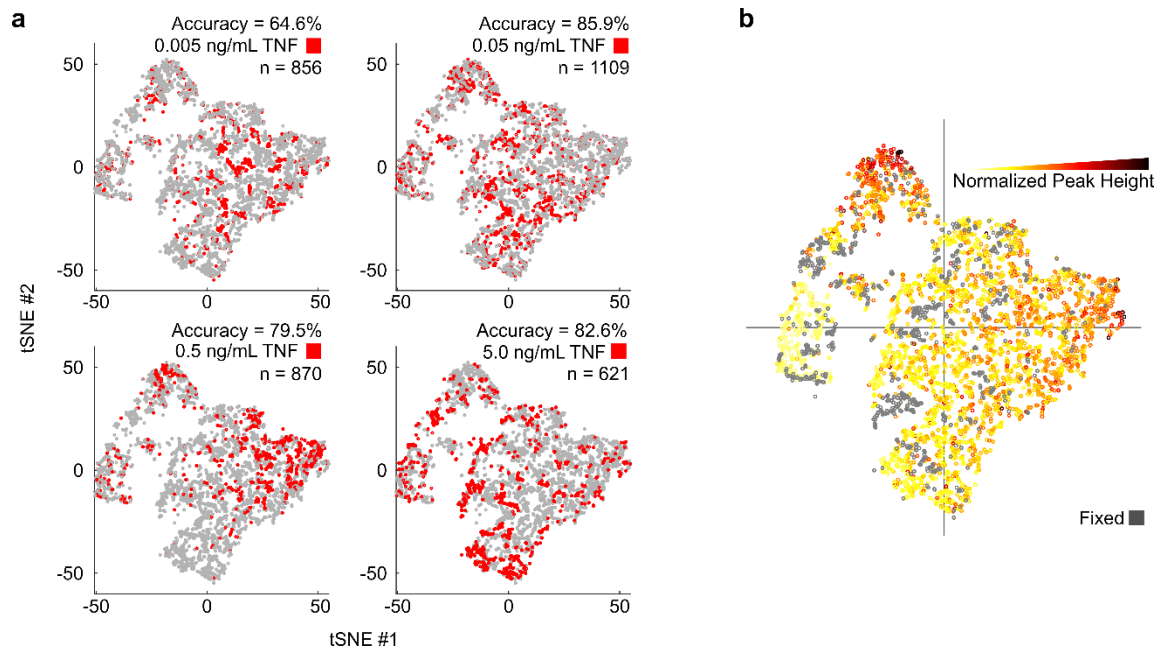 a
Accuracy = 64.6%
0.005 ng/mL TNF
n = 856
50
0
-50
Accuracy = 85.9%
0.05 ng/mL TNF
n = 1109
50
0
-50
-50
0
50
-50
0
50
Accuracy = 79.5%
0.5 ng/mL TNF
n = 870
50
0
-50
Accuracy = 82.6%
5.0 ng/mL TNF
n = 621
50
0
-50
-50
0
50
-50
0
50
tSNE #2
tSNE #1
b
Normalized Peak Height
Fixed